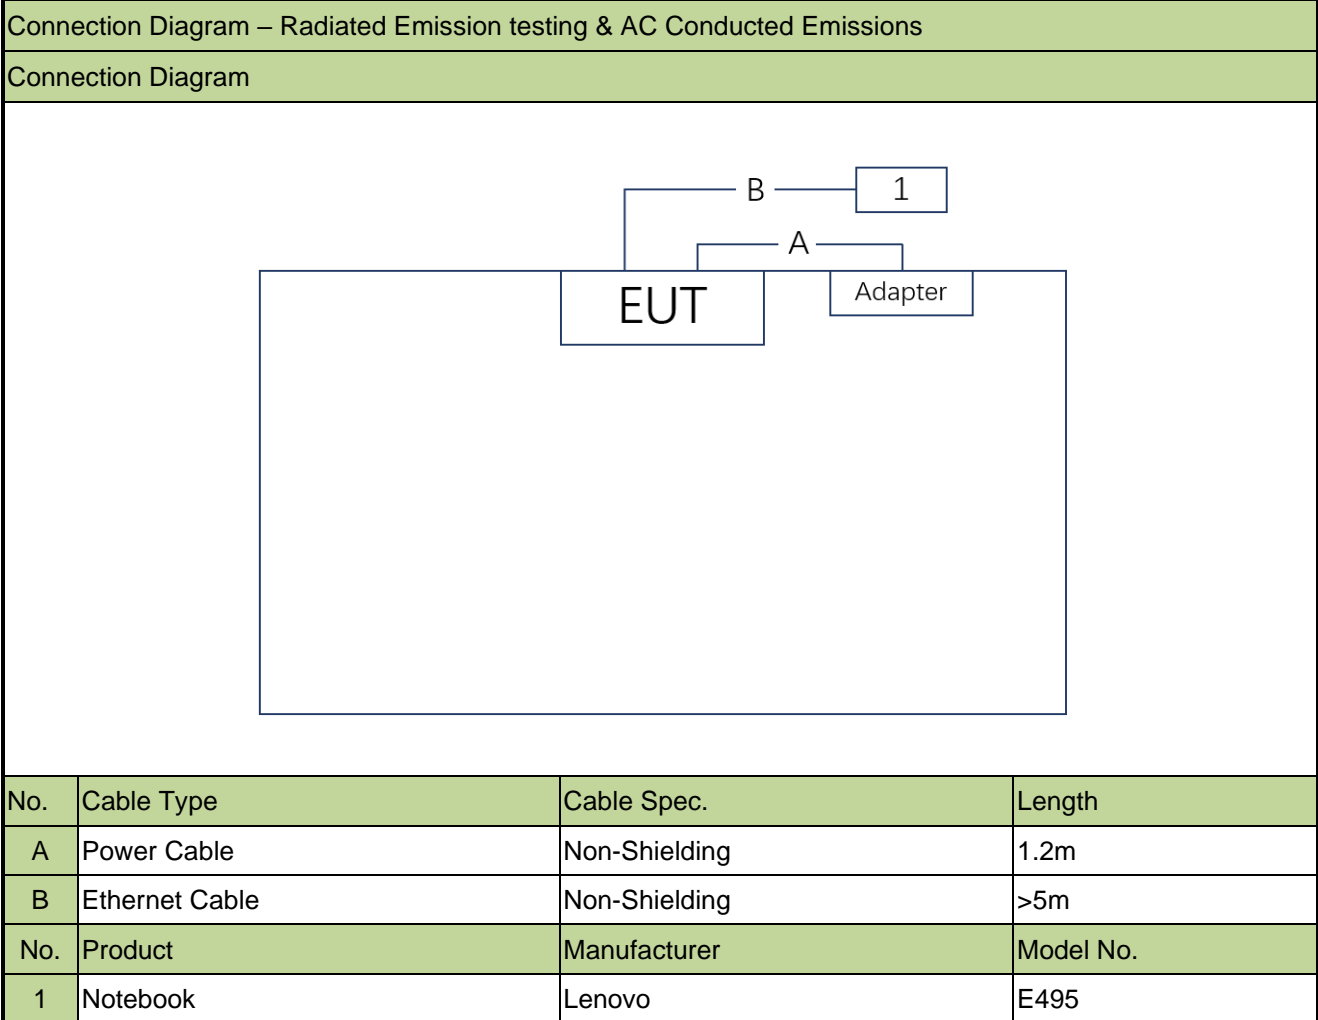 Connection Diagram – Radiated Emission testing & AC Conducted Emissions
Connection Diagram
B 1
A
EUT Adapter
No. Cable Type Cable Spec. Length
A Power Cable Non-Shielding 1.2m
B Ethernet Cable Non-Shielding >5m
No. Product Manufacturer Model No.
1 Notebook Lenovo E495